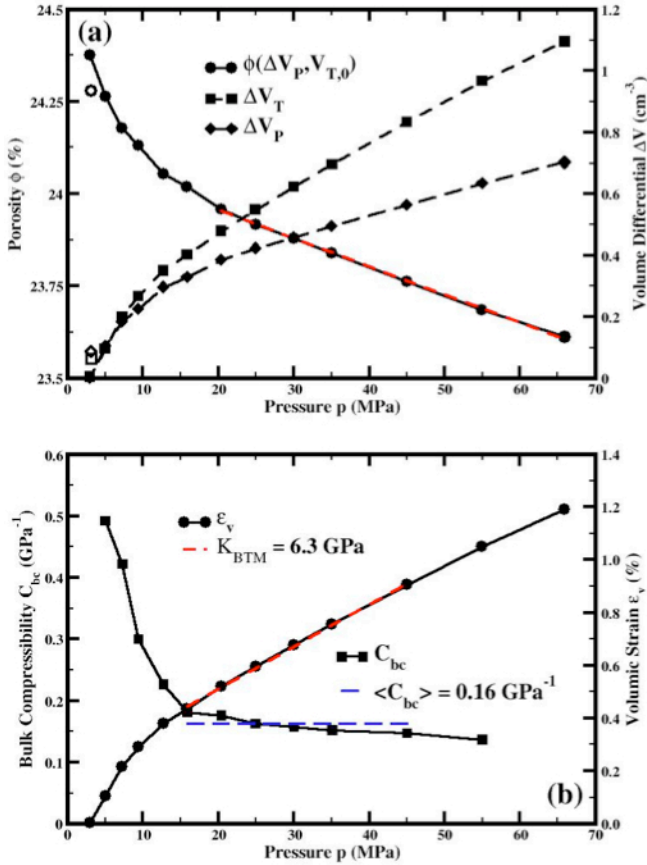 24.5
24.25
24
23.75
23.5
Porosity ϕ (%)
(a)
ϕ(ΔV_P,V_T,0)
ΔV_T
ΔV_P
1.2
1
0.8
0.6
0.4
0.2
0
Volume Differential ΔV (cm⁻³)
0 10 20 30 40 50 60 70
Pressure p (MPa)
0.6
0.5
0.4
0.3
0.2
0.1
0
Bulk Compressibility C_bc (GPa⁻¹)
ε_v
K_BTM = 6.3 GPa
C_bc
<C_bc> = 0.16 GPa⁻¹
(b)
1.4
1.2
1.0
0.8
0.6
0.4
0.2
0.0
Volumic Strain ε_v (%)
0 10 20 30 40 50 60 70
Pressure p (MPa)